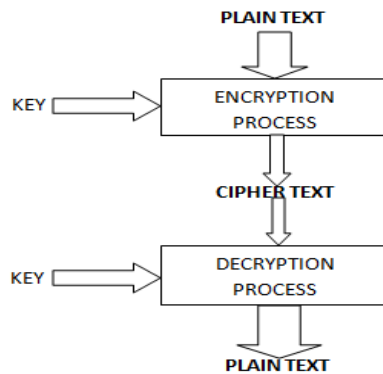 PLAIN TEXT
KEY
ENCRYPTION
PROCESS
CIPHER TEXT
KEY
DECRYPTION
PROCESS
PLAIN TEXT